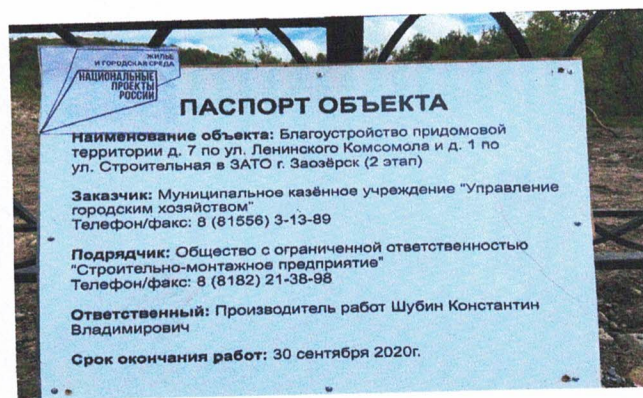 ЖИЛЬЕ
И ГОРОДСКАЯ СРЕДА
НАЦИОНАЛЬНЫЕ
ПРОЕКТЫ
РОССИИ
ПАСПОРТ ОБЪЕКТА
Наименование объекта: Благоустройство придомовой
территории д. 7 по ул. Ленинского Комсомола и д. 1 по
ул. Строительная в ЗАТО г. Заозёрск (2 этап)
Заказчик: Муниципальное казённое учреждение "Управление
городским хозяйством"
Телефон/факс: 8 (81556) 3-13-89
Подрядчик: Общество с ограниченной ответственностью
"Строительно-монтажное предприятие"
Телефон/факс: 8 (8182) 21-38-98
Ответственный: Производитель работ Шубин Константин
Владимирович
Срок окончания работ: 30 сентября 2020г.